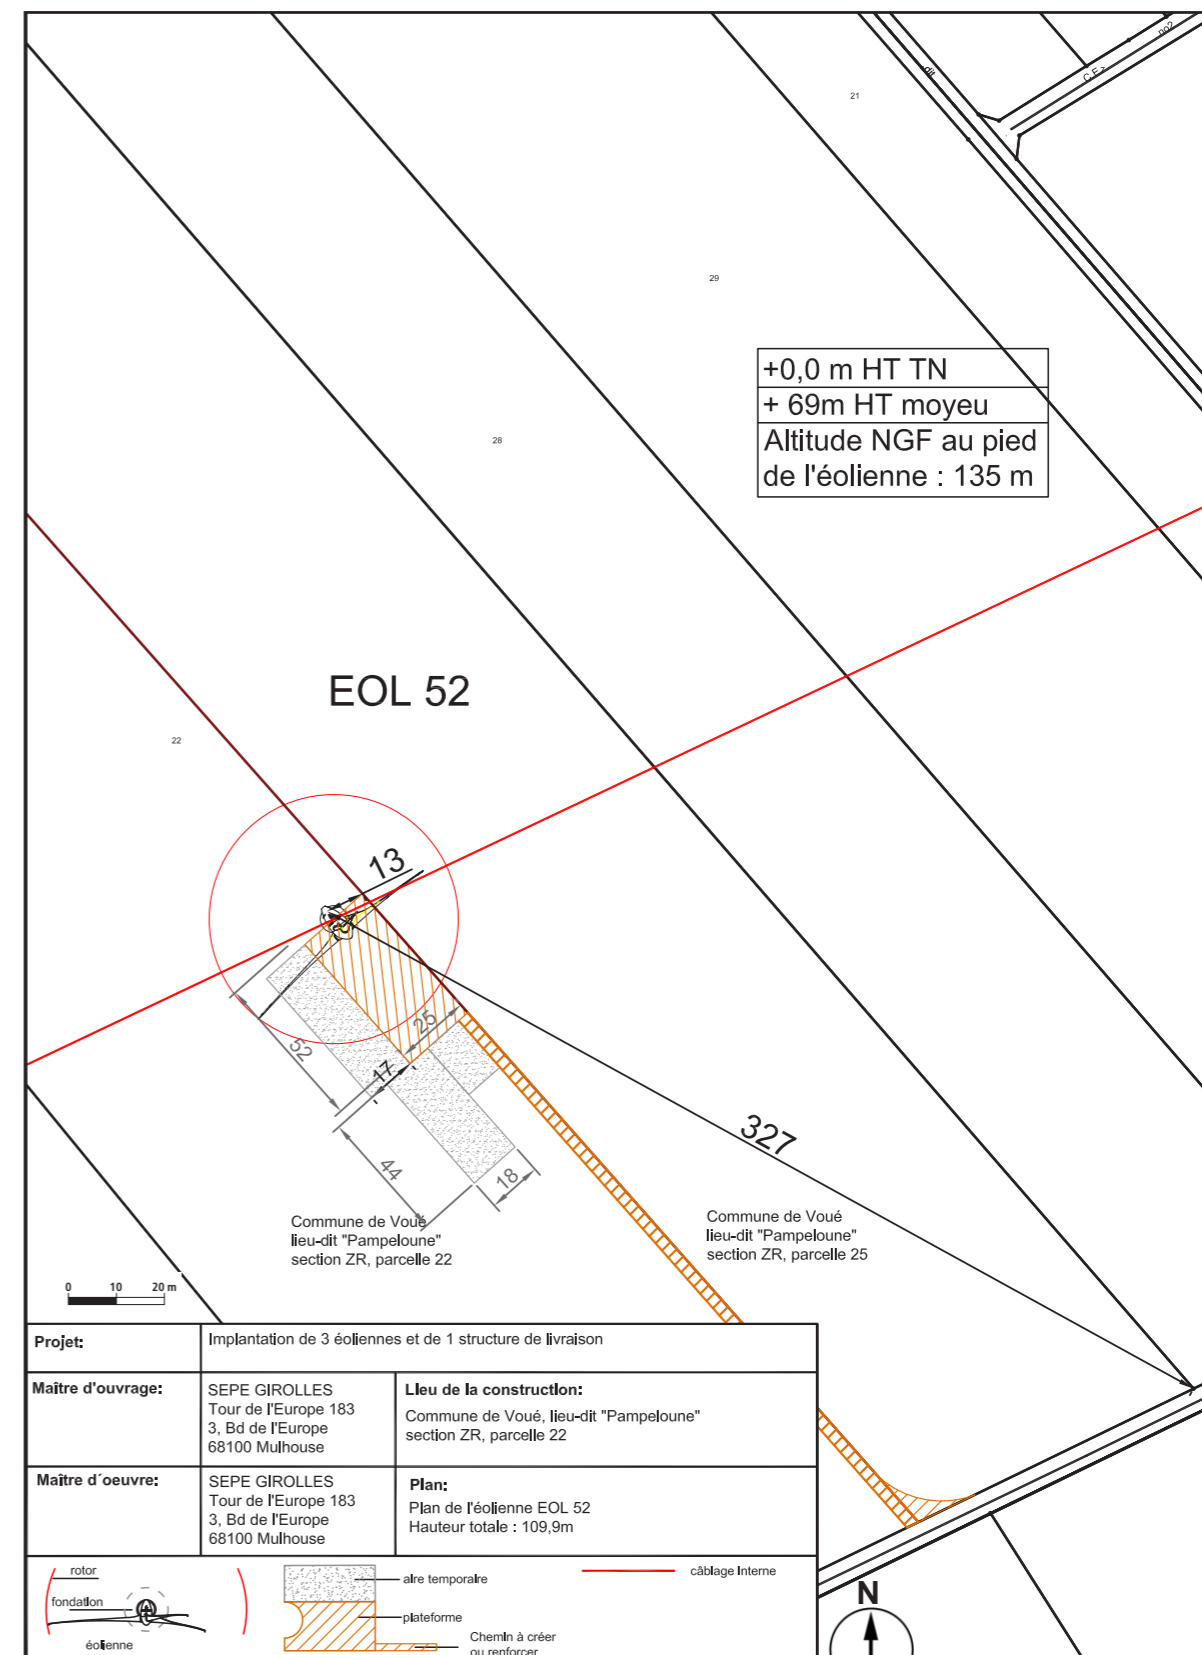 dit
C.E
no2
21
29
+0,0 m HT TN
+ 69m HT moyeu
Altitude NGF au pied
de l'éolienne : 135 m
28
EOL 52
22
13
25
52
17
327
44
18
Commune de Voué
lieu-dit "Pampeloune"
section ZR, parcelle 22
Commune de Voué
lieu-dit "Pampeloune"
section ZR, parcelle 25
0 10 20 m
Projet:
Implantation de 3 éoliennes et de 1 structure de livraison
Maître d'ouvrage:
SEPE GIROLLES
Tour de l'Europe 183
3, Bd de l'Europe
68100 Mulhouse
Lieu de la construction:
Commune de Voué, lieu-dit "Pampeloune"
section ZR, parcelle 22
Maître d´oeuvre:
SEPE GIROLLES
Tour de l'Europe 183
3, Bd de l'Europe
68100 Mulhouse
Plan:
Plan de l'éolienne EOL 52
Hauteur totale : 109,9m
rotor
fondation
éolienne
aire temporaire
plateforme
Chemin à créer
ou renforcer
câblage interne
N